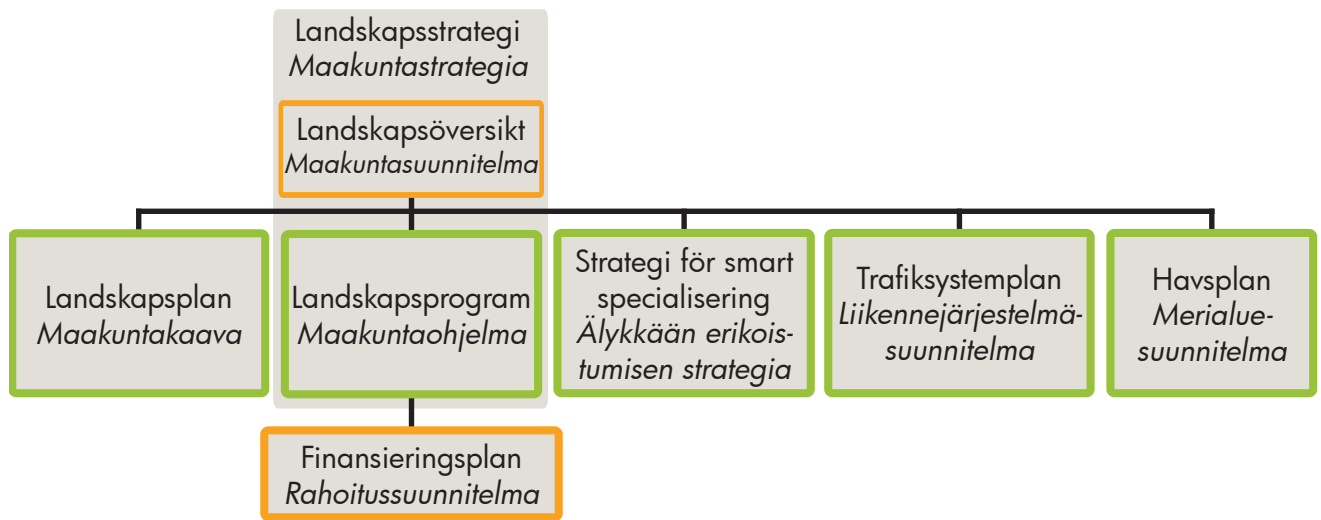 Landskapsstrategi
Maakuntastrategia
Landskapsöversikt
Maakuntasuunnitelma
Landskapsplan
Maakuntakaava
Landskapsprogram
Maakuntaohjelma
Strategi för smart
specialisering
Älykkään erikois-
tumisen strategia
Trafiksystemplan
Liikennejärjestelmä-
suunnitelma
Havsplan
Merialue-
suunnitelma
Finansieringsplan
Rahoitussuunnitelma